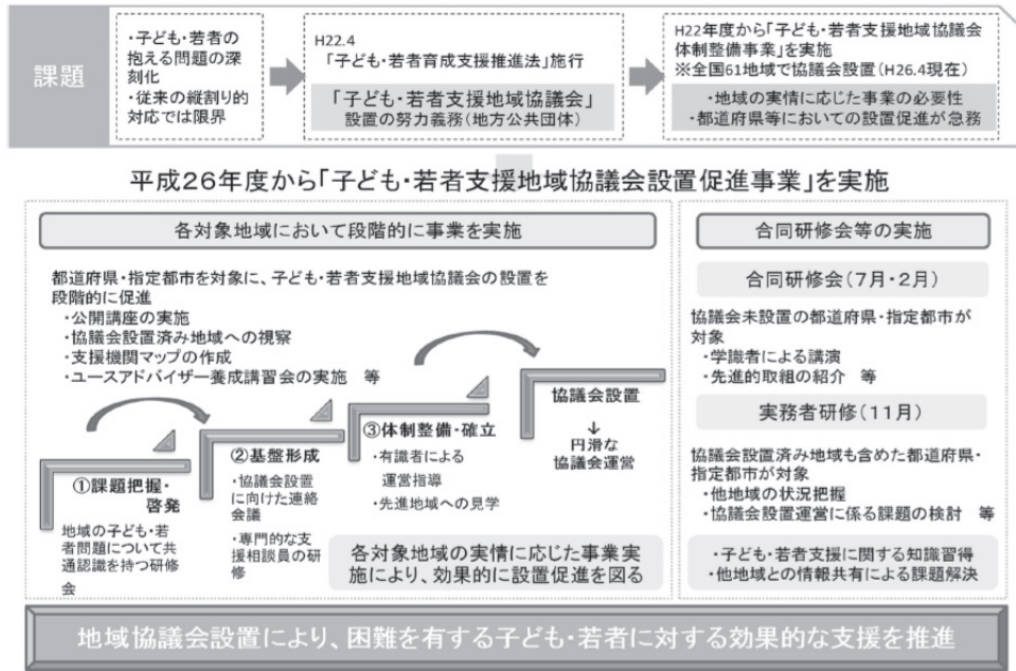 課題
・子ども・若者の
抱える問題の深
刻化
・従来の縦割り的
対応では限界
H22.4
「子ども・若者育成支援推進法」施行
「子ども・若者支援地域協議会」
設置の努力義務(地方公共団体)
H22年度から「子ども・若者支援地域協議会
体制整備事業」を実施
※全国61地域で協議会設置(H26.4現在)
・地域の実情に応じた事業の必要性
・都道府県等においての設置促進が急務
平成26年度から「子ども・若者支援地域協議会設置促進事業」を実施
各対象地域において段階的に事業を実施
都道府県・指定都市を対象に、子ども・若者支援地域協議会の設置を
段階的に促進
・公開講座の実施
・協議会設置済み地域への視察
・支援機関マップの作成
・ユースアドバイザー養成講習会の実施 等
①課題把握・
啓発
地域の子ども・若
者問題について共
通認識を持つ研修
会
②基盤形成
・協議会設置
に向けた連絡
会議
・専門的な支
援相談員の研
修
③体制整備・確立
・有識者による
運営指導
・先進地域への見学
協議会設置
↓
円滑な
協議会運営
各対象地域の実情に応じた事業実
施により、効果的に設置促進を図る
合同研修会等の実施
合同研修会(7月・2月)
協議会未設置の都道府県・指定都市が
対象
・学識者による講演
・先進的取組の紹介 等
実務者研修(11月)
協議会設置済み地域も含めた都道府県・
指定都市が対象
・他地域の状況把握
・協議会設置運営に係る課題の検討 等
・子ども・若者支援に関する知識習得
・他地域との情報共有による課題解決
地域協議会設置により、困難を有する子ども・若者に対する効果的な支援を推進